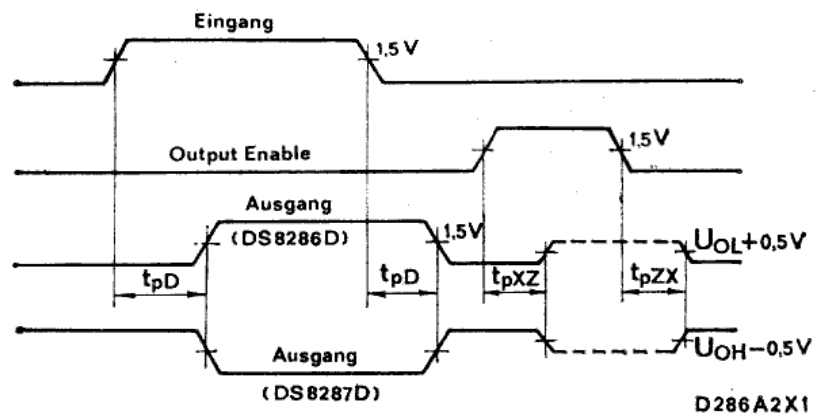 Eingang
1,5 V
Output Enable
1,5V
Ausgang
(DS8286D)
1,5V
UOL+0,5V
tpD
tpD
tpXZ
tpZX
Ausgang
(DS8287D)
UOH−0,5V
D286A2X1